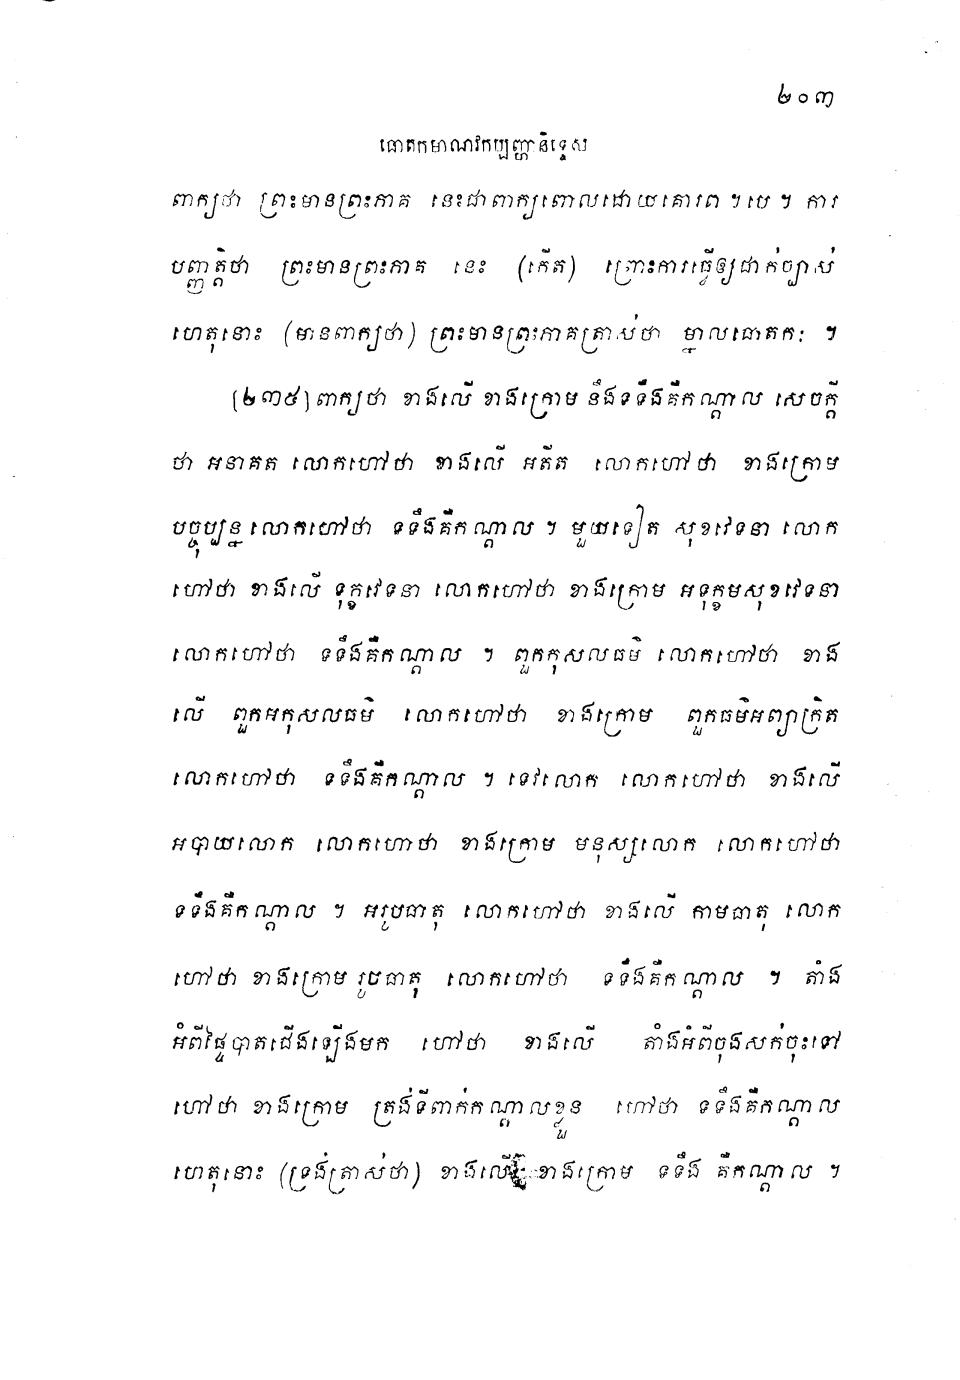 ២០៣
ធោតកមាណវកប្បញ្ហានិទ្ទេស
ពាក្យថា ព្រះមានព្រះភាគ នេះជាពាក្យពោលដោយគោរព ។បេ។ ការ
បញ្ញត្តិថា ព្រះមានព្រះភាគ នេះ (កើត) ព្រោះការធ្វើឲ្យជាក់ច្បាស់
ហេតុនោះ (មានពាក្យថា) ព្រះមានព្រះភាគត្រាស់ថា ម្នាលធោតកៈ ។
[២៣៥] ពាក្យថា ខាងលើ ខាងក្រោម នឹងទទឹងគឺកណ្តាល សេចក្តី
ថា អនាគត លោកហៅថា ខាងលើ អតីត លោកហៅថា ខាងក្រោម
បច្ចុប្បន្ន លោកហៅថា ទទឹងគឺកណ្តាល ។ មួយទៀត សុខវេទនា លោក
ហៅថា ខាងលើ ទុក្ខវេទនា លោកហៅថា ខាងក្រោម អទុក្ខមសុខវេទនា
លោកហៅថា ទទឹងគឺកណ្តាល ។ ពួកកុសលធម៌ លោកហៅថា ខាង
លើ ពួកអកុសលធម៌ លោកហៅថា ខាងក្រោម ពួកធម៌អព្យាក្រិត
លោកហៅថា ទទឹងគឺកណ្តាល ។ ទេវលោក លោកហៅថា ខាងលើ
អបាយលោក លោកហៅថា ខាងក្រោម មនុស្សលោក លោកហៅថា
ទទឹងគឺកណ្តាល ។ អរូបធាតុ លោកហៅថា ខាងលើ កាមធាតុ លោក
ហៅថា ខាងក្រោម រូបធាតុ លោកហៅថា ទទឹងគឺកណ្តាល ។ តាំង
អំពីផ្ទៃបាតជើងឡើងមក ហៅថា ខាងលើ តាំងអំពីចុងសក់ចុះទៅ
ហៅថា ខាងក្រោម ត្រង់ទីពាក់កណ្តាលខ្លួន ហៅថា ទទឹងគឺកណ្តាល
ហេតុនោះ (ទ្រង់ត្រាស់ថា) ខាងលើ ខាងក្រោម ទទឹង គឺកណ្តាល ។